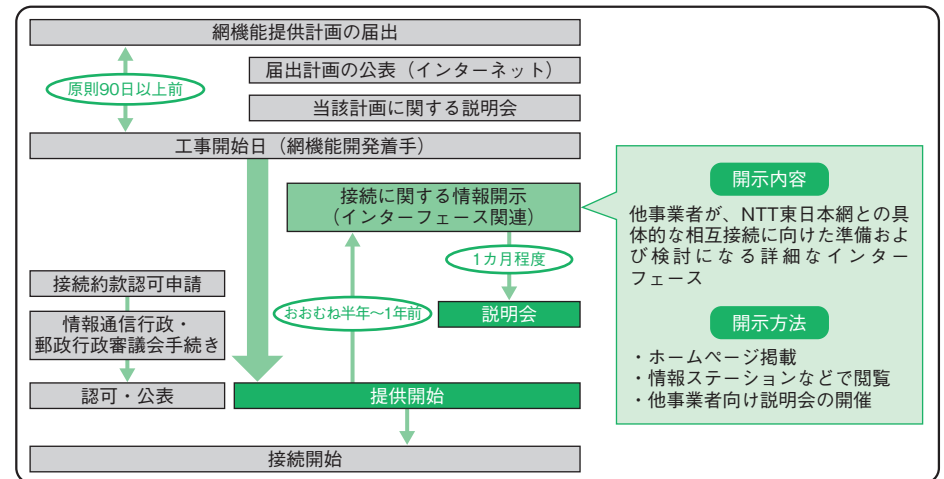 網機能提供計画の届出
原則90日以上前
届出計画の公表（インターネット）
当該計画に関する説明会
工事開始日（網機能開発着手）
接続に関する情報開示
（インターフェース関連）
1カ月程度
説明会
おおむね半年〜1年前
接続約款認可申請
情報通信行政・
郵政行政審議会手続き
認可・公表
提供開始
接続開始
開示内容
他事業者が、NTT東日本網との具
体的な相互接続に向けた準備およ
び検討になる詳細なインター
フェース
開示方法
・ホームページ掲載
・情報ステーションなどで閲覧
・他事業者向け説明会の開催